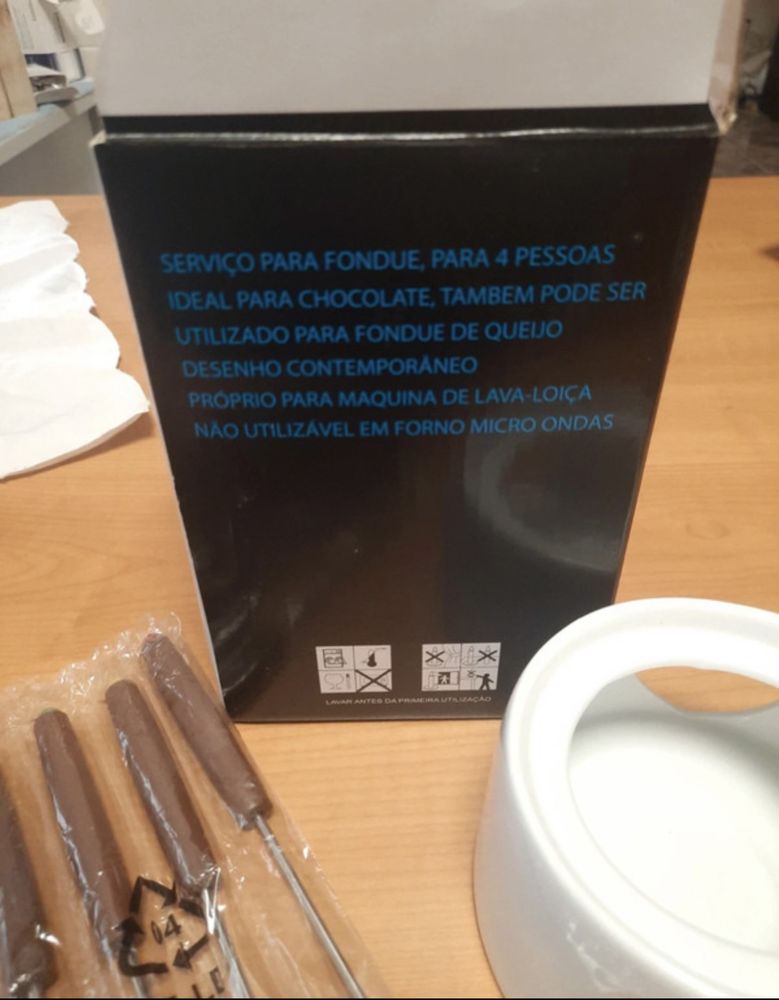 SERVIÇO PARA FONDUE, PARA 4 PESSOAS
IDEAL PARA CHOCOLATE, TAMBEM PODE SER
UTILIZADO PARA FONDUE DE QUEIJO
DESENHO CONTEMPORÂNEO
PRÓPRIO PARA MAQUINA DE LAVA-LOIÇA
NÃO UTILIZÁVEL EM FORNO MICRO ONDAS
LAVAR ANTES DA PRIMEIRA UTILIZAÇÃO
04